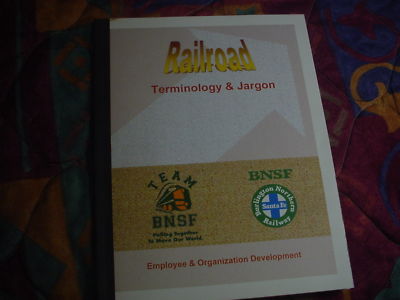 Railroad
Terminology & Jargon
TEAM
BNSF
Pulling Together
To Move Our World.
BNSF
Burlington Northern
Santa Fe
Railway
Employee & Organization Development